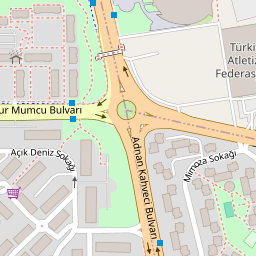 Türki
Atletiz
Federas
ur Mumcu Bulvarı
Açık Deniz Sokağı
Mimoza Sokağı
Adnan Kahveci Bulvarı